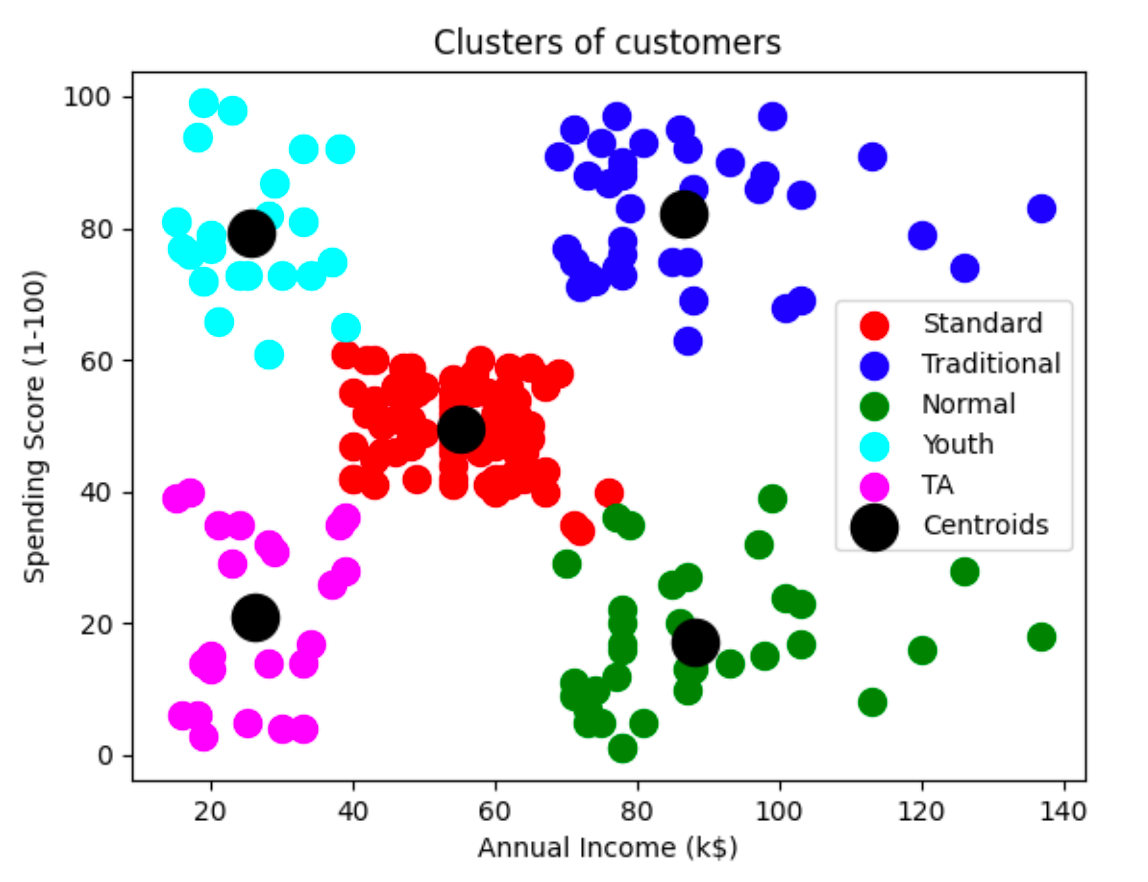 Clusters of customers
100
80
60
40
20
0
Spending Score (1-100)
Standard
Traditional
Normal
Youth
TA
Centroids
20 40 60 80 100 120 140
Annual Income (k$)